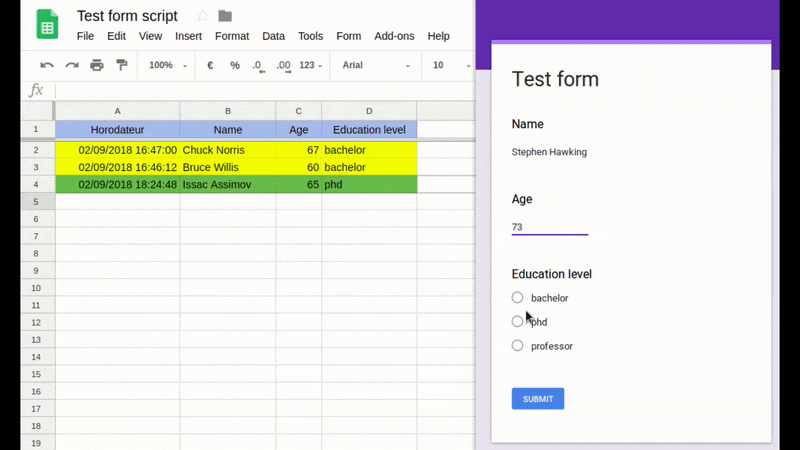 Test form script
File Edit View Insert Format Data Tools Form Add-ons Help
100% € % .0 .00 123 Arial 10
fx
A B C D
1 Horodateur Name Age Education level
2 02/09/2018 16:47:00 Chuck Norris 67 bachelor
3 02/09/2018 16:46:12 Bruce Willis 60 bachelor
4 02/09/2018 18:24:48 Issac Assimov 65 phd
5
6
7
8
9
10
11
12
13
14
15
16
17
18
19
Test form
Name
Stephen Hawking
Age
73
Education level
bachelor
phd
professor
SUBMIT